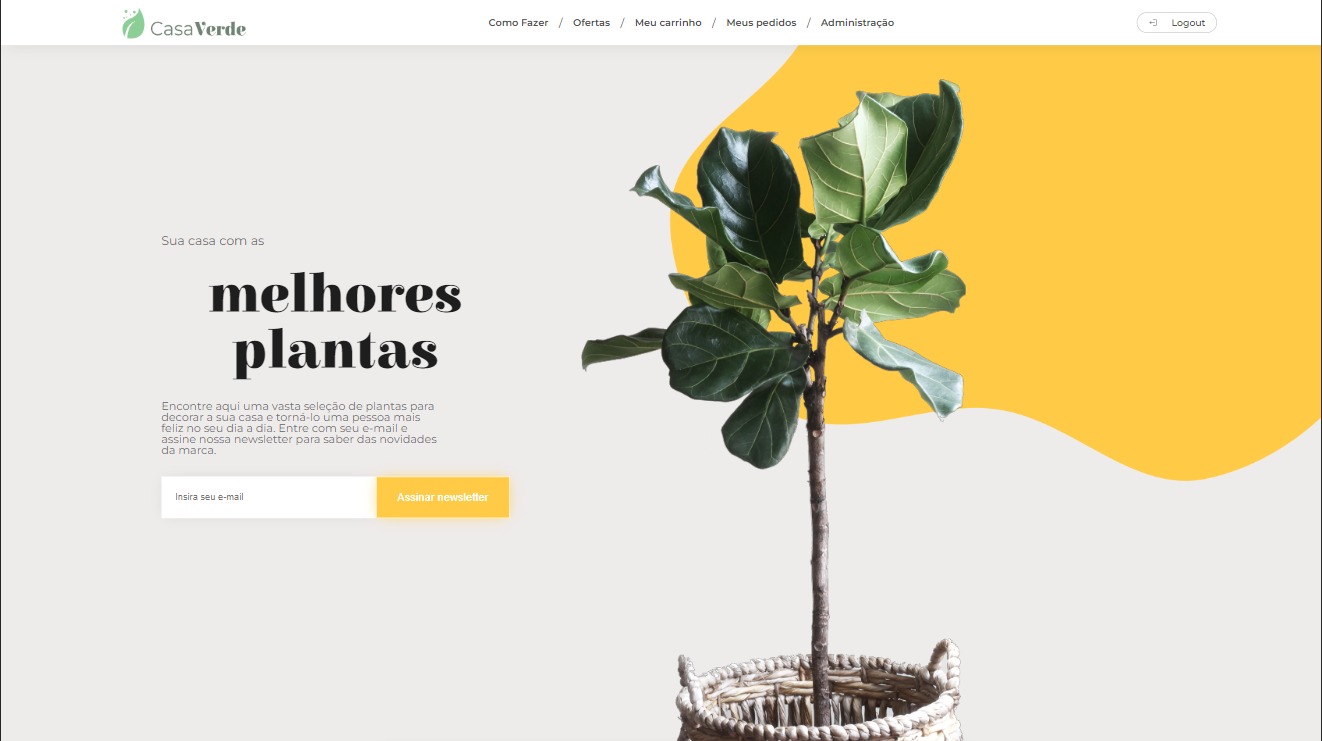 CasaVerde
Como Fazer / Ofertas / Meu carrinho / Meus pedidos / Administração
Logout
Sua casa com as
melhores
plantas
Encontre aqui uma vasta seleção de plantas para
decorar a sua casa e torná-lo uma pessoa mais
feliz no seu dia a dia. Entre com seu e-mail e
assine nossa newsletter para saber das novidades
da marca.
Insira seu e-mail
Assinar newsletter